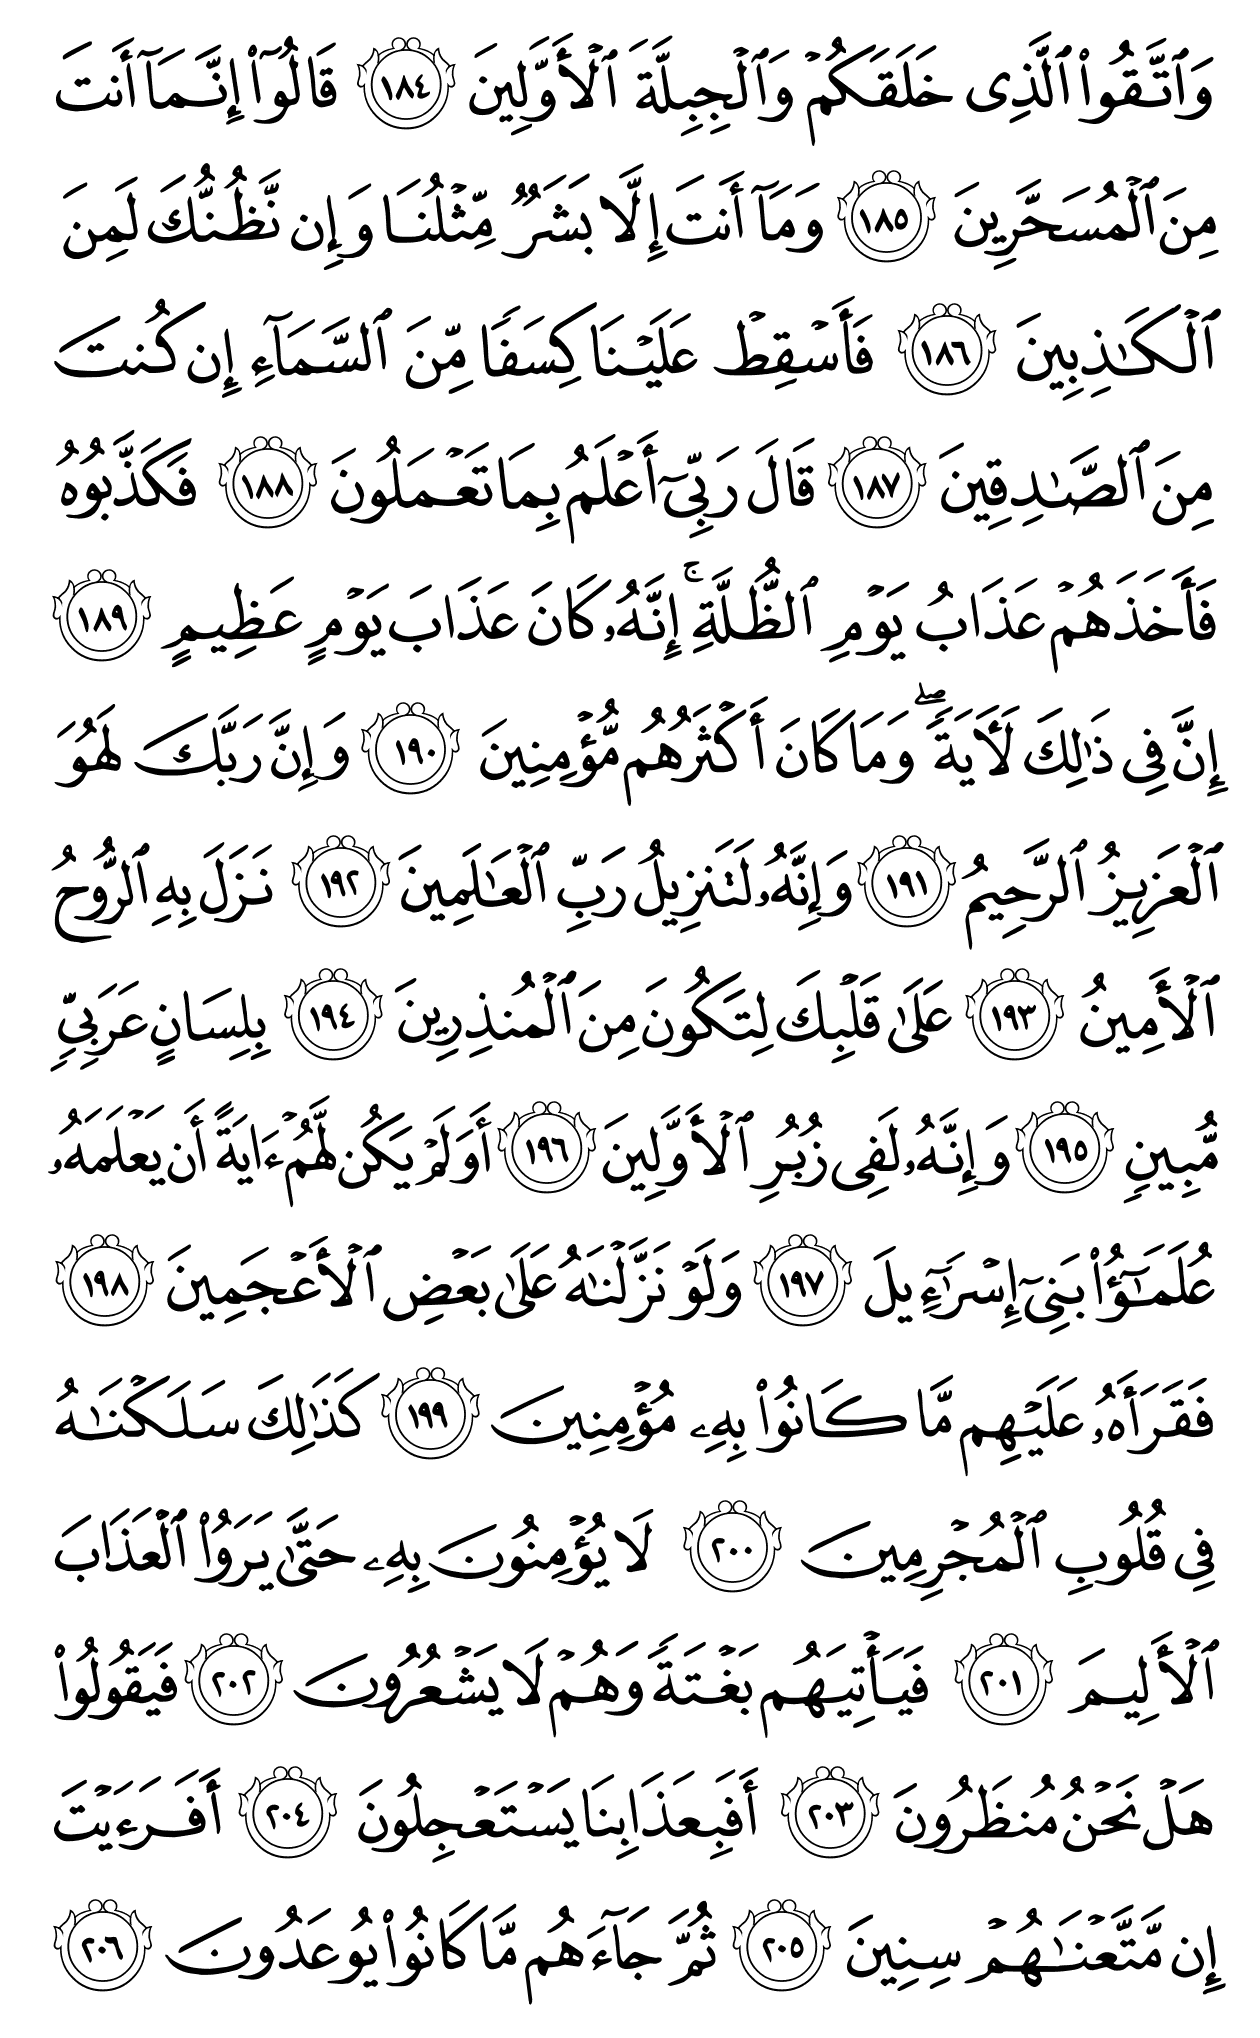 وَٱتَّقُوا۟ ٱلَّذِى خَلَقَكُمْ وَٱلْجِبِلَّةَ ٱلْأَوَّلِينَ ١٨٤ قَالُوٓا۟ إِنَّمَآ أَنتَ
مِنَ ٱلْمُسَحَّرِينَ ١٨٥ وَمَآ أَنتَ إِلَّا بَشَرٌ مِّثْلُنَا وَإِن نَّظُنُّكَ لَمِنَ
ٱلْكَـٰذِبِينَ ١٨٦ فَأَسْقِطْ عَلَيْنَا كِسَفًا مِّنَ ٱلسَّمَآءِ إِن كُنتَ
مِنَ ٱلصَّـٰدِقِينَ ١٨٧ قَالَ رَبِّىٓ أَعْلَمُ بِمَا تَعْمَلُونَ ١٨٨ فَكَذَّبُوهُ
فَأَخَذَهُمْ عَذَابُ يَوْمِ ٱلظُّلَّةِ ۚ إِنَّهُۥ كَانَ عَذَابَ يَوْمٍ عَظِيمٍ ١٨٩
إِنَّ فِى ذَٰلِكَ لَـَٔايَةً ۖ وَمَا كَانَ أَكْثَرُهُم مُّؤْمِنِينَ ١٩٠ وَإِنَّ رَبَّكَ لَهُوَ
ٱلْعَزِيزُ ٱلرَّحِيمُ ١٩١ وَإِنَّهُۥ لَتَنزِيلُ رَبِّ ٱلْعَـٰلَمِينَ ١٩٢ نَزَلَ بِهِ ٱلرُّوحُ
ٱلْأَمِينُ ١٩٣ عَلَىٰ قَلْبِكَ لِتَكُونَ مِنَ ٱلْمُنذِرِينَ ١٩٤ بِلِسَانٍ عَرَبِىٍّ
مُّبِينٍ ١٩٥ وَإِنَّهُۥ لَفِى زُبُرِ ٱلْأَوَّلِينَ ١٩٦ أَوَلَمْ يَكُن لَّهُمْ ءَايَةً أَن يَعْلَمَهُۥ
عُلَمَـٰٓؤُا۟ بَنِىٓ إِسْرَٰٓءِيلَ ١٩٧ وَلَوْ نَزَّلْنَـٰهُ عَلَىٰ بَعْضِ ٱلْأَعْجَمِينَ ١٩٨
فَقَرَأَهُۥ عَلَيْهِم مَّا كَانُوا۟ بِهِۦ مُؤْمِنِينَ ١٩٩ كَذَٰلِكَ سَلَكْنَـٰهُ
فِى قُلُوبِ ٱلْمُجْرِمِينَ ٢٠٠ لَا يُؤْمِنُونَ بِهِۦ حَتَّىٰ يَرَوُا۟ ٱلْعَذَابَ
ٱلْأَلِيمَ ٢٠١ فَيَأْتِيَهُم بَغْتَةً وَهُمْ لَا يَشْعُرُونَ ٢٠٢ فَيَقُولُوا۟
هَلْ نَحْنُ مُنظَرُونَ ٢٠٣ أَفَبِعَذَابِنَا يَسْتَعْجِلُونَ ٢٠٤ أَفَرَءَيْتَ
إِن مَّتَّعْنَـٰهُمْ سِنِينَ ٢٠٥ ثُمَّ جَآءَهُم مَّا كَانُوا۟ يُوعَدُونَ ٢٠٦